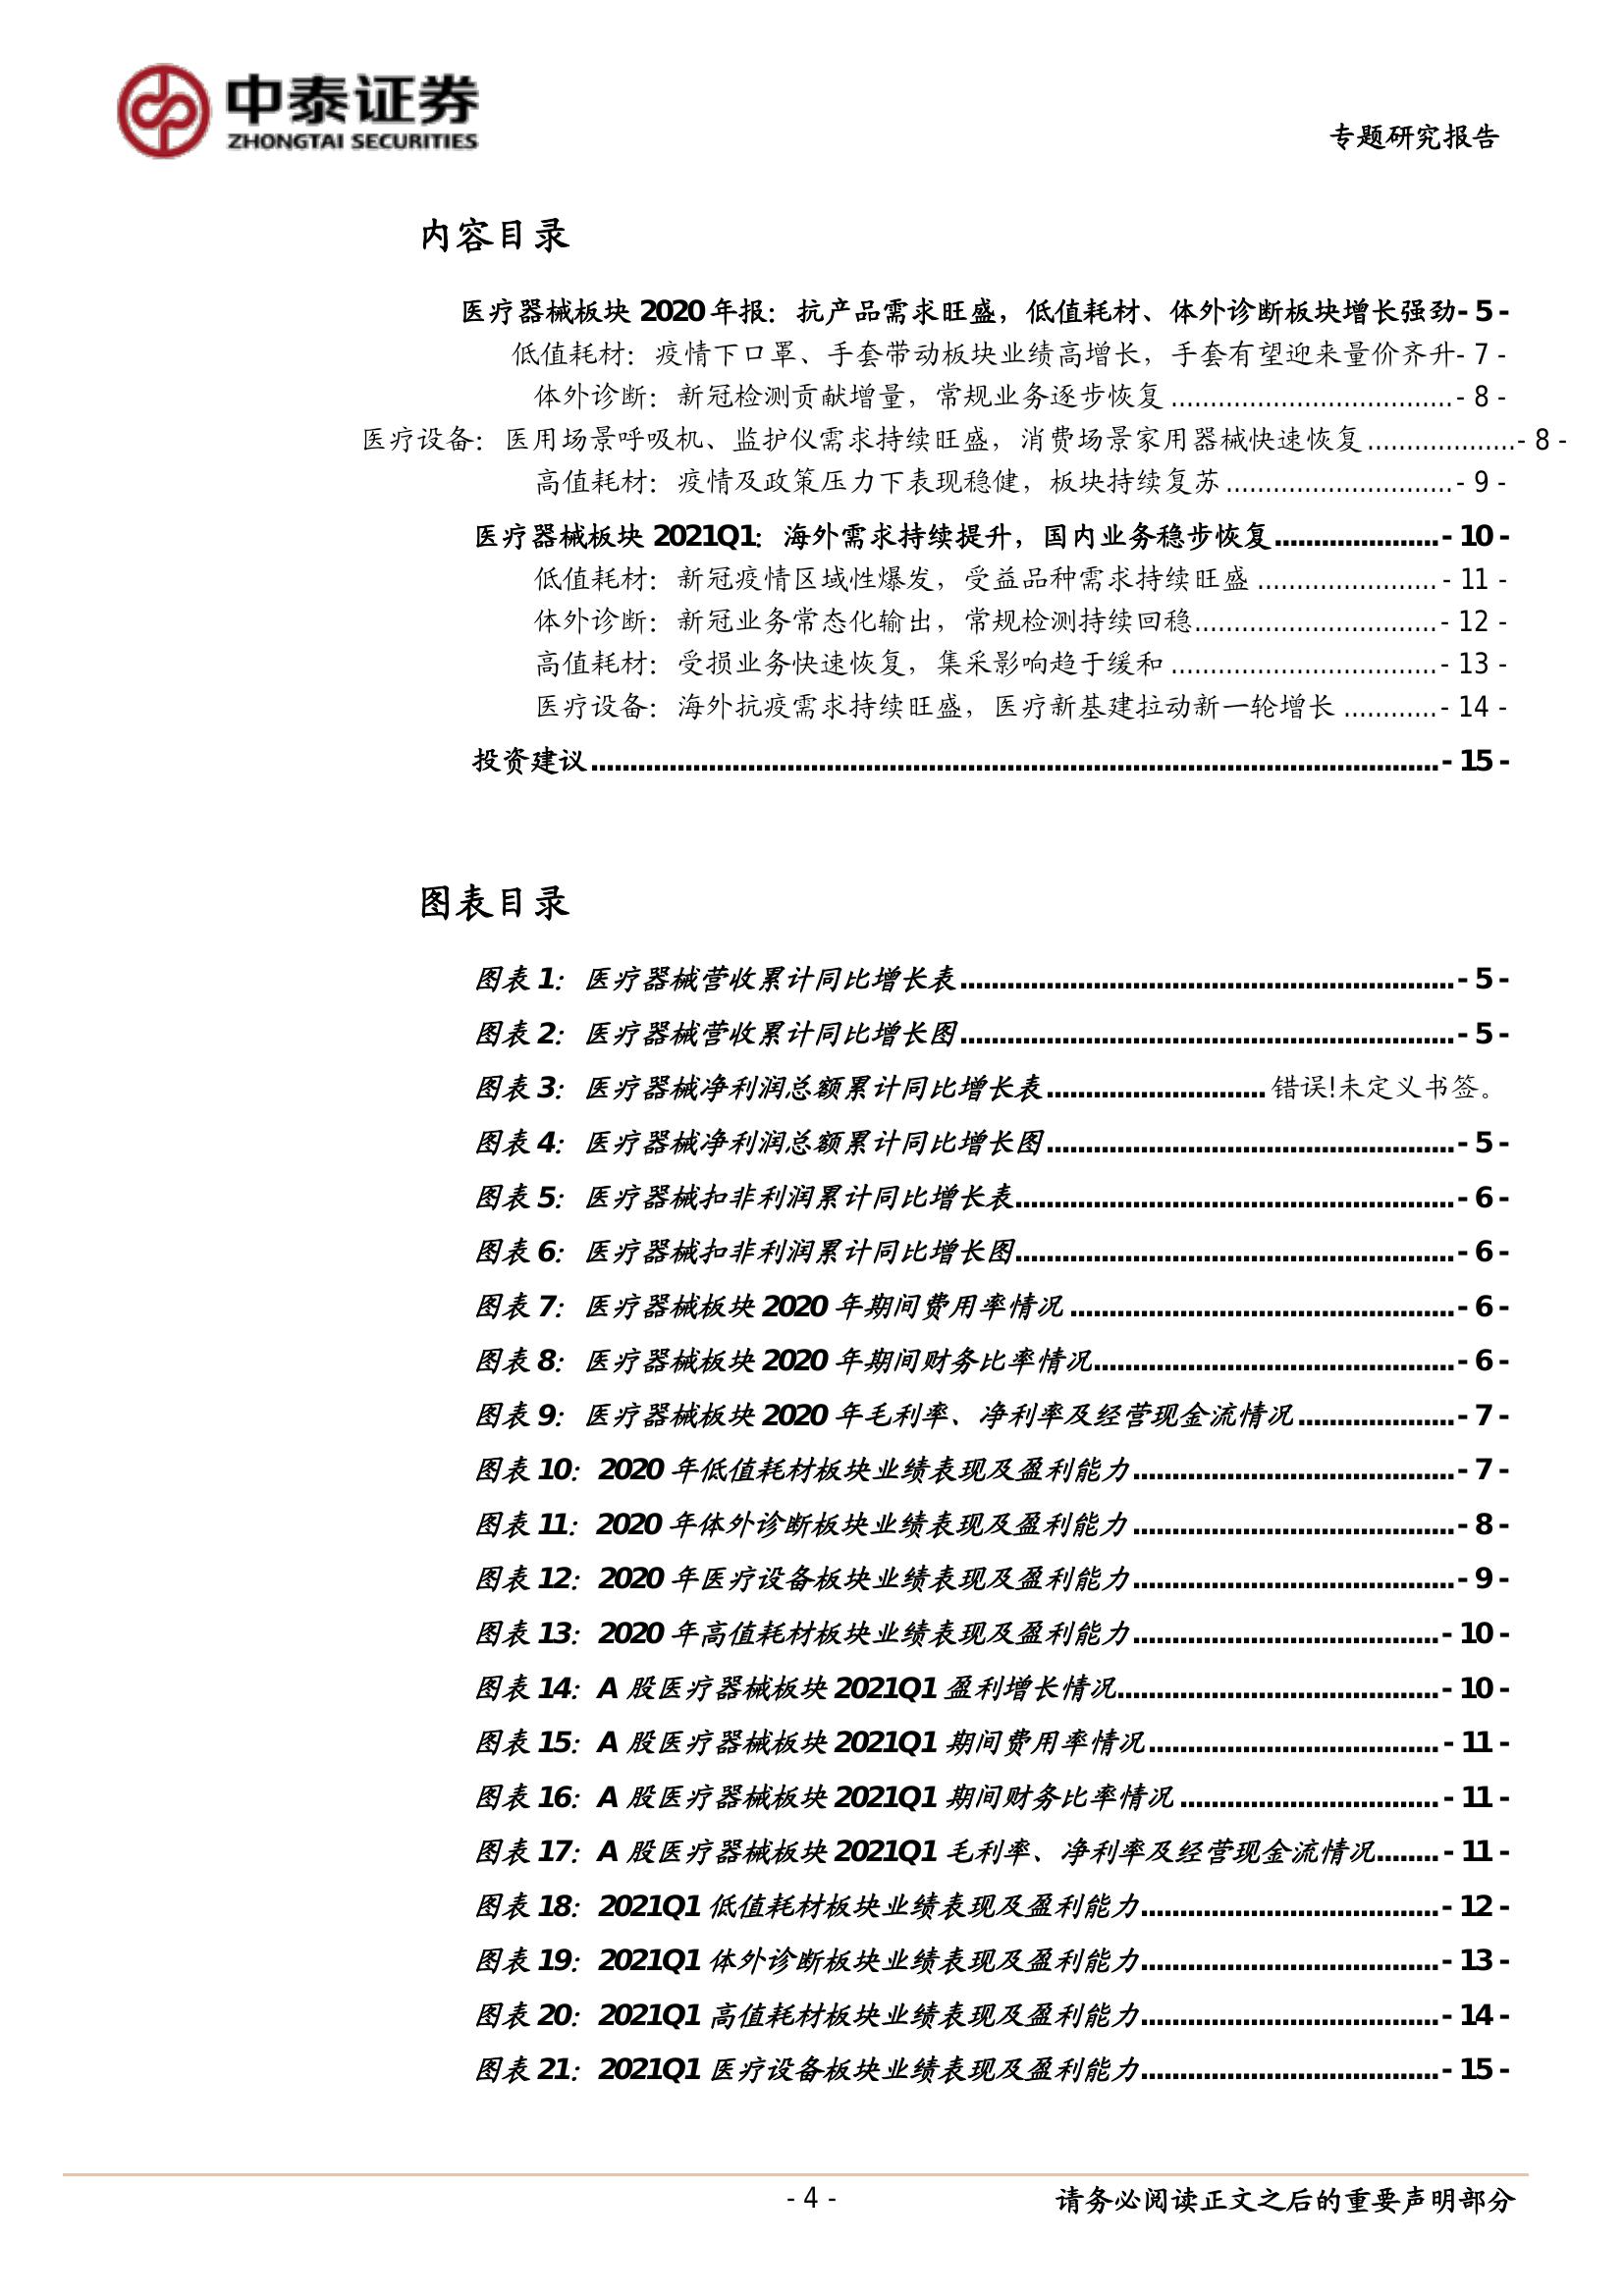 中泰证券
ZHONGTAI SECURITIES
专题研究报告
内容目录
医疗器械板块 2020 年报：抗产品需求旺盛，低值耗材、体外诊断板块增长强劲- 5 -
低值耗材：疫情下口罩、手套带动板块业绩高增长，手套有望迎来量价齐升- 7 -
体外诊断：新冠检测贡献增量，常规业务逐步恢复....................................- 8 -
医疗设备：医用场景呼吸机、监护仪需求持续旺盛，消费场景家用器械快速恢复...................- 8 -
高值耗材：疫情及政策压力下表现稳健，板块持续复苏.............................- 9 -
医疗器械板块 2021Q1：海外需求持续提升，国内业务稳步恢复.....................- 10 -
低值耗材：新冠疫情区域性爆发，受益品种需求持续旺盛.......................- 11 -
体外诊断：新冠业务常态化输出，常规检测持续回稳...............................- 12 -
高值耗材：受损业务快速恢复，集采影响趋于缓和..................................- 13 -
医疗设备：海外抗疫需求持续旺盛，医疗新基建拉动新一轮增长............- 14 -
投资建议............................................................................................................- 15 -
图表目录
图表 1：医疗器械营收累计同比增长表...............................................................- 5 -
图表 2：医疗器械营收累计同比增长图...............................................................- 5 -
图表 3：医疗器械净利润总额累计同比增长表............................错误!未定义书签。
图表 4：医疗器械净利润总额累计同比增长图....................................................- 5 -
图表 5：医疗器械扣非利润累计同比增长表........................................................- 6 -
图表 6：医疗器械扣非利润累计同比增长图........................................................- 6 -
图表 7：医疗器械板块 2020 年期间费用率情况.................................................- 6 -
图表 8：医疗器械板块 2020 年期间财务比率情况..............................................- 6 -
图表 9：医疗器械板块 2020 年毛利率、净利率及经营现金流情况....................- 7 -
图表 10：2020 年低值耗材板块业绩表现及盈利能力.........................................- 7 -
图表 11：2020 年体外诊断板块业绩表现及盈利能力.........................................- 8 -
图表 12：2020 年医疗设备板块业绩表现及盈利能力.........................................- 9 -
图表 13：2020 年高值耗材板块业绩表现及盈利能力.......................................- 10 -
图表 14：A 股医疗器械板块 2021Q1 盈利增长情况.........................................- 10 -
图表 15：A 股医疗器械板块 2021Q1 期间费用率情况.....................................- 11 -
图表 16：A 股医疗器械板块 2021Q1 期间财务比率情况.................................- 11 -
图表 17：A 股医疗器械板块 2021Q1 毛利率、净利率及经营现金流情况........- 11 -
图表 18：2021Q1 低值耗材板块业绩表现及盈利能力......................................- 12 -
图表 19：2021Q1 体外诊断板块业绩表现及盈利能力......................................- 13 -
图表 20：2021Q1 高值耗材板块业绩表现及盈利能力......................................- 14 -
图表 21：2021Q1 医疗设备板块业绩表现及盈利能力......................................- 15 -
- 4 -
请务必阅读正文之后的重要声明部分